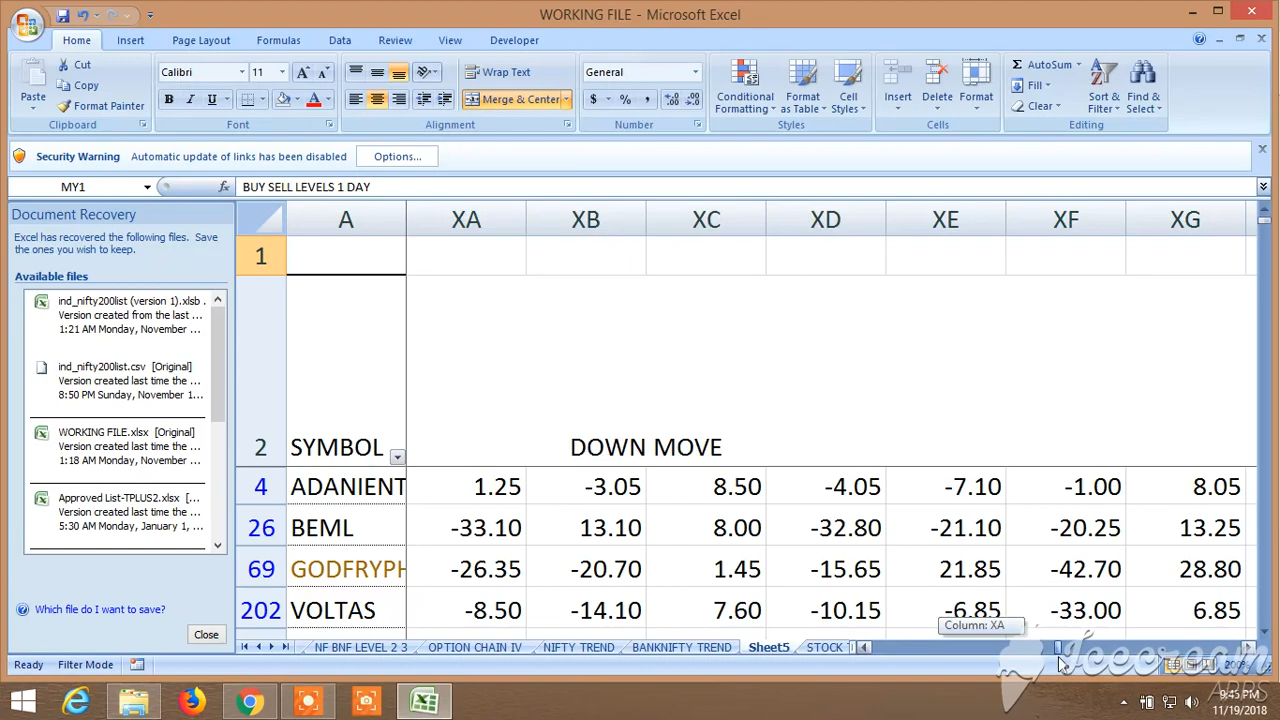 WORKING FILE - Microsoft Excel
Home Insert Page Layout Formulas Data Review View Developer
Cut
Copy
Format Painter
Paste
Clipboard
Calibri 11
B I U
Font
Wrap Text
Merge & Center
Alignment
General
$ % ,
Number
Conditional Formatting
Format as Table
Cell Styles
Styles
Insert Delete Format
Cells
Σ AutoSum
Fill
Clear
Sort & Filter
Find & Select
Editing
Security Warning Automatic update of links has been disabled Options...
MY1 fx BUY SELL LEVELS 1 DAY
Document Recovery
Excel has recovered the following files. Save
the ones you wish to keep.
Available files
ind_nifty200list (version 1).xlsb .
Version created from the last ...
1:21 AM Monday, November ...
ind_nifty200list.csv [Original]
Version created last time the ...
8:50 PM Sunday, November 1...
WORKING FILE.xlsx [Original]
Version created last time the ...
1:18 AM Monday, November ...
Approved List-TPLUS2.xlsx [...
Version created last time the ...
5:30 AM Monday, January 1, ...
Which file do I want to save?
Close
A XA XB XC XD XE XF XG
1
2 SYMBOL DOWN MOVE
4 ADANIENT 1.25 -3.05 8.50 -4.05 -7.10 -1.00 8.05
26 BEML -33.10 13.10 8.00 -32.80 -21.10 -20.25 13.25
69 GODFRYPH -26.35 -20.70 1.45 -15.65 21.85 -42.70 28.80
202 VOLTAS -8.50 -14.10 7.60 -10.15 -6.85 -33.00 6.85
Column: XA
NF BNF LEVEL 2 3 OPTION CHAIN IV NIFTY TREND BANKNIFTY TREND Sheet5 STOCK
Ready Filter Mode
Icecream
APPS
9:45 PM
11/19/2018